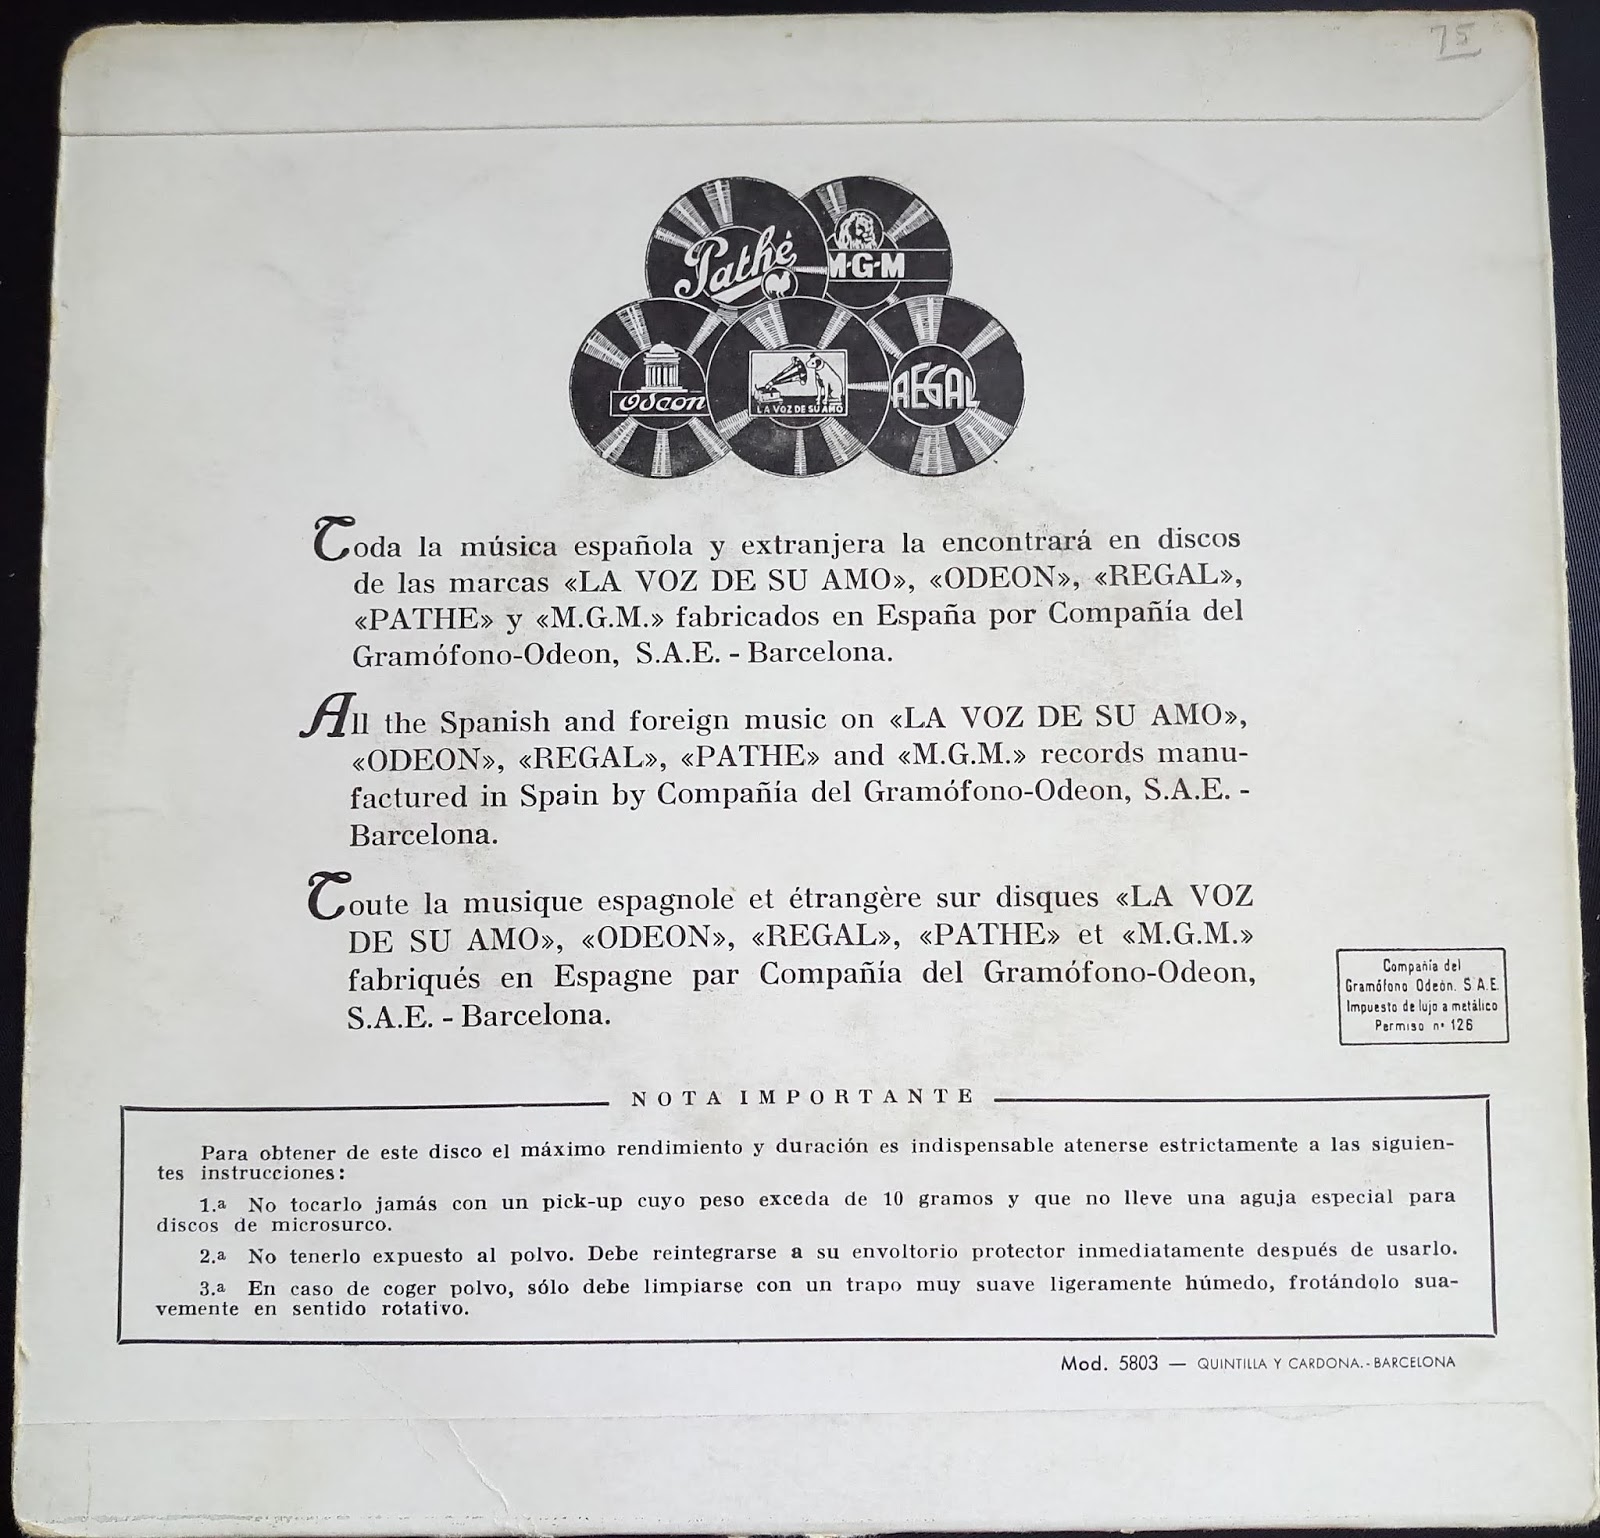 75
Pathé
M-G-M
Odeon
LA VOZ DE SU AMO
REGAL
Toda la música española y extranjera la encontrará en discos
de las marcas «LA VOZ DE SU AMO», «ODEON», «REGAL»,
«PATHE» y «M.G.M.» fabricados en España por Compañía del
Gramófono-Odeon, S.A.E. - Barcelona.
All the Spanish and foreign music on «LA VOZ DE SU AMO»,
«ODEON», «REGAL», «PATHE» and «M.G.M.» records manu-
factured in Spain by Compañía del Gramófono-Odeon, S.A.E. -
Barcelona.
Toute la musique espagnole et étrangère sur disques «LA VOZ
DE SU AMO», «ODEON», «REGAL», «PATHE» et «M.G.M.»
fabriqués en Espagne par Compañía del Gramófono-Odeon,
S.A.E. - Barcelona.
Compañía del
Gramófono Odeón. S.A.E.
Impuesto de lujo a metálico
Permiso nº 126
NOTA IMPORTANTE
Para obtener de este disco el máximo rendimiento y duración es indispensable atenerse estrictamente a las siguien-
tes instrucciones:
1.ª No tocarlo jamás con un pick-up cuyo peso exceda de 10 gramos y que no lleve una aguja especial para
discos de microsurco.
2.ª No tenerlo expuesto al polvo. Debe reintegrarse a su envoltorio protector inmediatamente después de usarlo.
3.ª En caso de coger polvo, sólo debe limpiarse con un trapo muy suave ligeramente húmedo, frotándolo sua-
vemente en sentido rotativo.
Mod. 5803 — QUINTILLA Y CARDONA.-BARCELONA